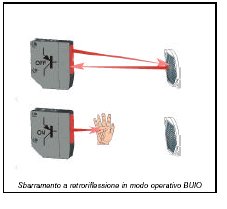 OFF
ON
Sbarramento a retroriflessione in modo operativo BUIO